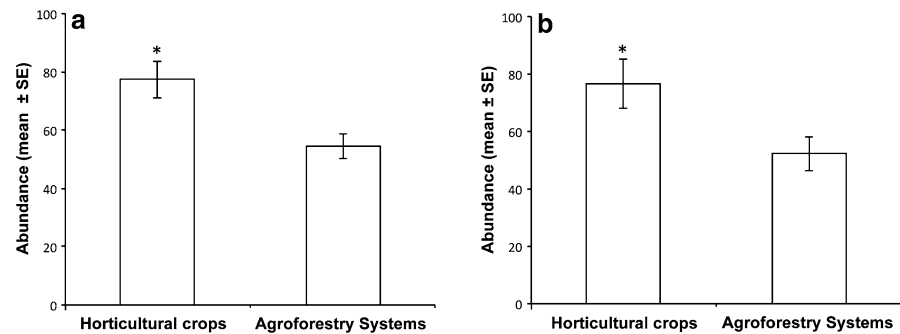 a
Abundance (mean ± SE)
100
80
60
40
20
0
*
Horticultural crops
Agroforestry Systems
b
Abundance (mean ± SE)
100
80
60
40
20
0
*
Horticultural crops
Agroforestry Systems